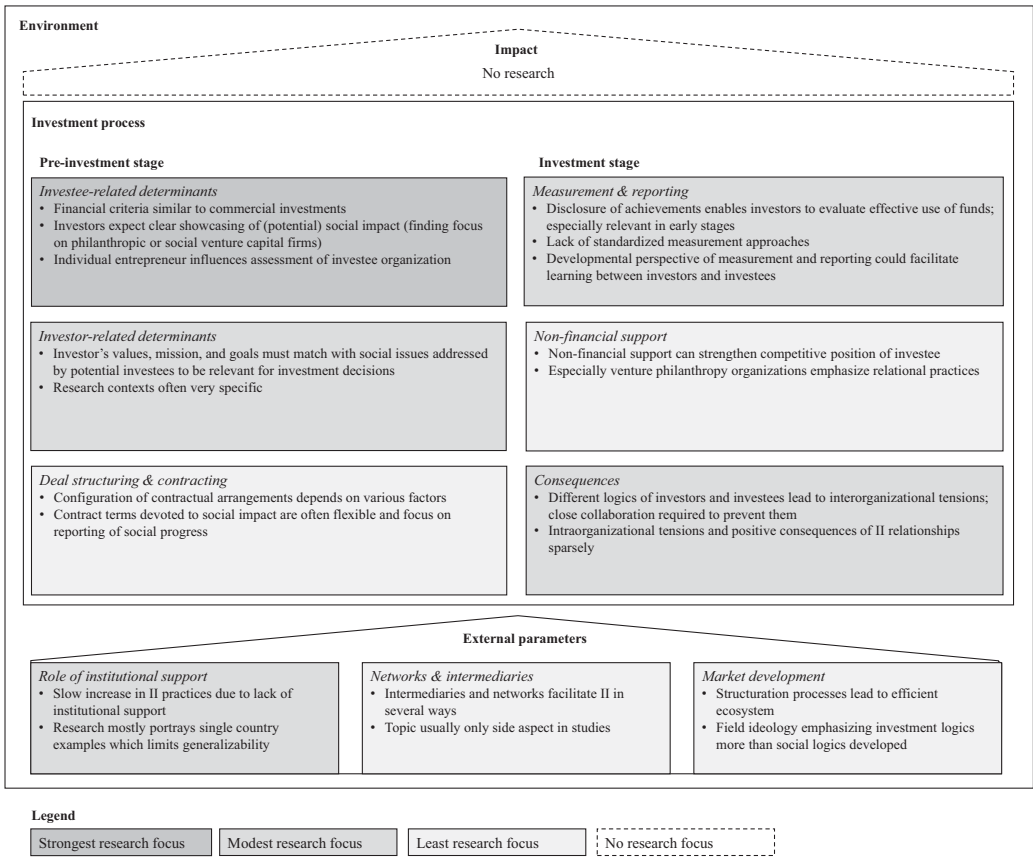 Environment
Impact
No research
Investment process
Pre-investment stage
Investee-related determinants
• Financial criteria similar to commercial investments
• Investors expect clear showcasing of (potential) social impact (finding focus
on philanthropic or social venture capital firms)
• Individual entrepreneur influences assessment of investee organization
Investor-related determinants
• Investor's values, mission, and goals must match with social issues addressed
by potential investees to be relevant for investment decisions
• Research contexts often very specific
Deal structuring & contracting
• Configuration of contractual arrangements depends on various factors
• Contract terms devoted to social impact are often flexible and focus on
reporting of social progress
Investment stage
Measurement & reporting
• Disclosure of achievements enables investors to evaluate effective use of funds;
especially relevant in early stages
• Lack of standardized measurement approaches
• Developmental perspective of measurement and reporting could facilitate
learning between investors and investees
Non-financial support
• Non-financial support can strengthen competitive position of investee
• Especially venture philanthropy organizations emphasize relational practices
Consequences
• Different logics of investors and investees lead to interorganizational tensions;
close collaboration required to prevent them
• Intraorganizational tensions and positive consequences of II relationships
sparsely
External parameters
Role of institutional support
• Slow increase in II practices due to lack of
institutional support
• Research mostly portrays single country
examples which limits generalizability
Networks & intermediaries
• Intermediaries and networks facilitate II in
several ways
• Topic usually only side aspect in studies
Market development
• Structuration processes lead to efficient
ecosystem
• Field ideology emphasizing investment logics
more than social logics developed
Legend
Strongest research focus
Modest research focus
Least research focus
No research focus